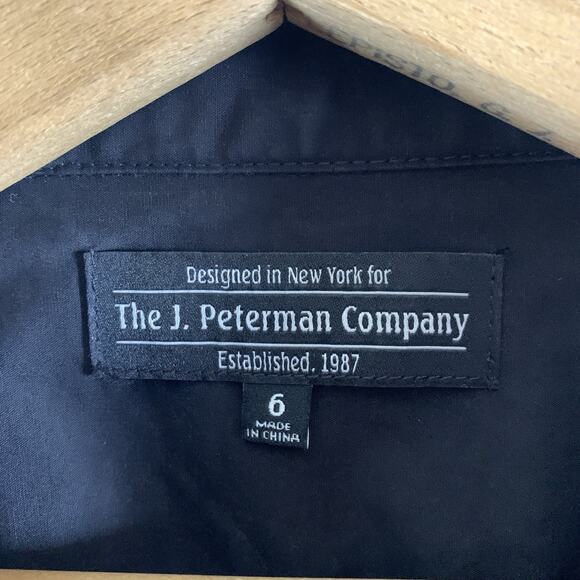 Designed in New York for
The J. Peterman Company
Established. 1987
6
MADE
IN CHINA